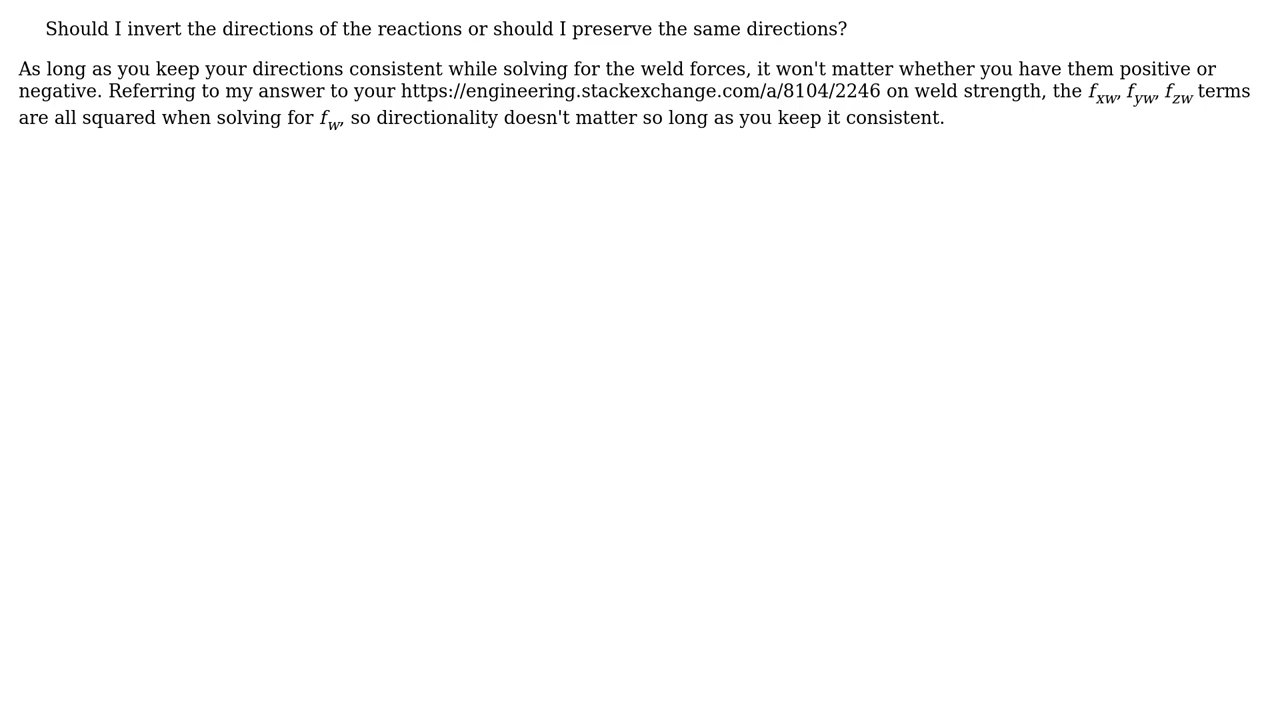 Should I invert the directions of the reactions or should I preserve the same directions?
As long as you keep your directions consistent while solving for the weld forces, it won't matter whether you have them positive or
negative. Referring to my answer to your https://engineering.stackexchange.com/a/8104/2246 on weld strength, the f_xw, f_yw, f_zw terms
are all squared when solving for f_w, so directionality doesn't matter so long as you keep it consistent.